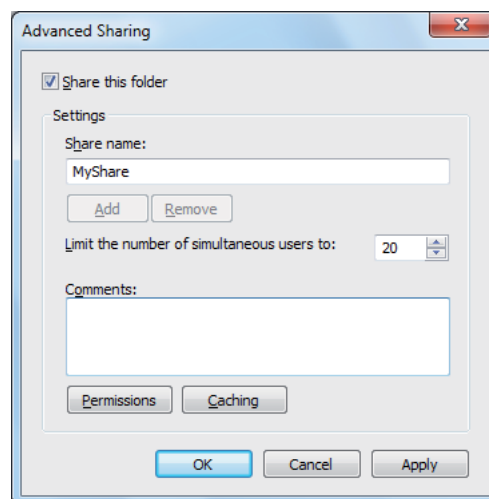 Advanced Sharing
Share this folder
Settings
Share name:
MyShare
Add Remove
Limit the number of simultaneous users to: 20
Comments:
Permissions Caching
OK Cancel Apply